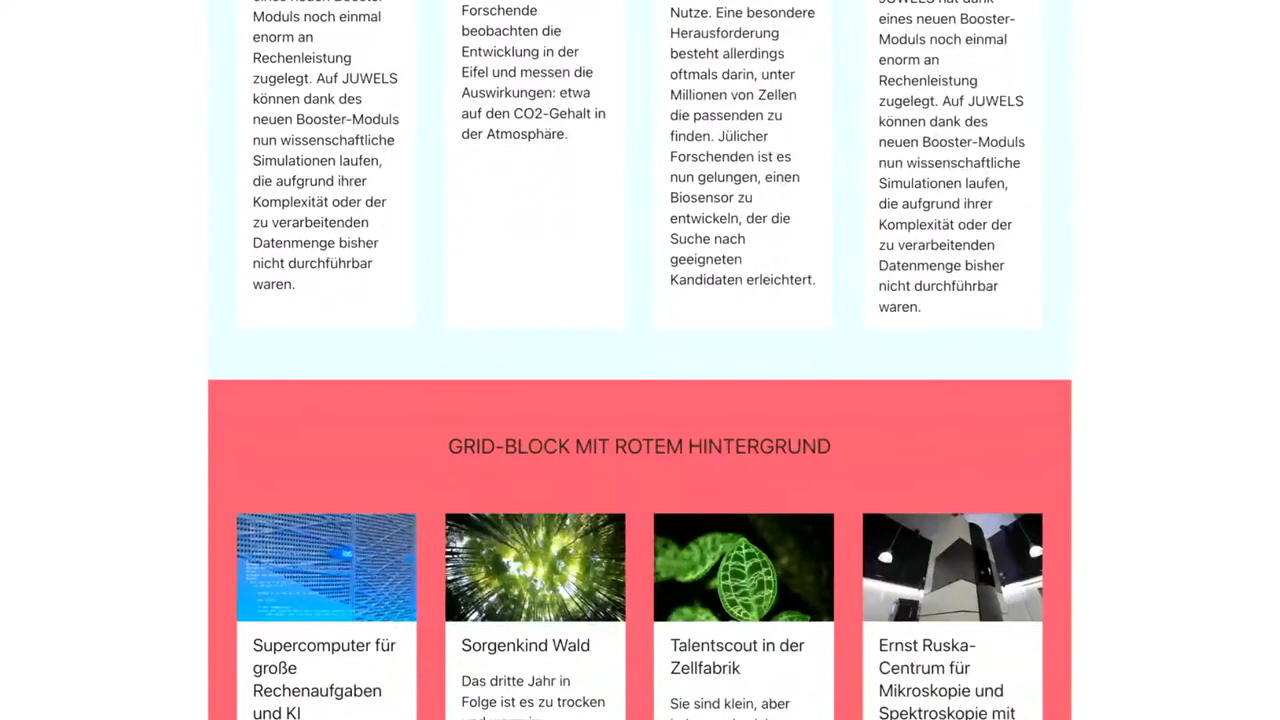 Moduls noch einmal
enorm an
Rechenleistung
zugelegt. Auf JUWELS
können dank des
neuen Booster-Moduls
nun wissenschaftliche
Simulationen laufen,
die aufgrund ihrer
Komplexität oder der
zu verarbeitenden
Datenmenge bisher
nicht durchführbar
waren.
Forschende
beobachten die
Entwicklung in der
Eifel und messen die
Auswirkungen: etwa
auf den CO2-Gehalt in
der Atmosphäre.
Nutze. Eine besondere
Herausforderung
besteht allerdings
oftmals darin, unter
Millionen von Zellen
die passenden zu
finden. Jülicher
Forschenden ist es
nun gelungen, einen
Biosensor zu
entwickeln, der die
Suche nach
geeigneten
Kandidaten erleichtert.
JUWELS hat dank
eines neuen Booster-
Moduls noch einmal
enorm an
Rechenleistung
zugelegt. Auf JUWELS
können dank des
neuen Booster-Moduls
nun wissenschaftliche
Simulationen laufen,
die aufgrund ihrer
Komplexität oder der
zu verarbeitenden
Datenmenge bisher
nicht durchführbar
waren.
GRID-BLOCK MIT ROTEM HINTERGRUND
Supercomputer für
große
Rechenaufgaben
und KI
Sorgenkind Wald
Das dritte Jahr in
Folge ist es zu trocken
Talentscout in der
Zellfabrik
Sie sind klein, aber
Ernst Ruska-
Centrum für
Mikroskopie und
Spektroskopie mit